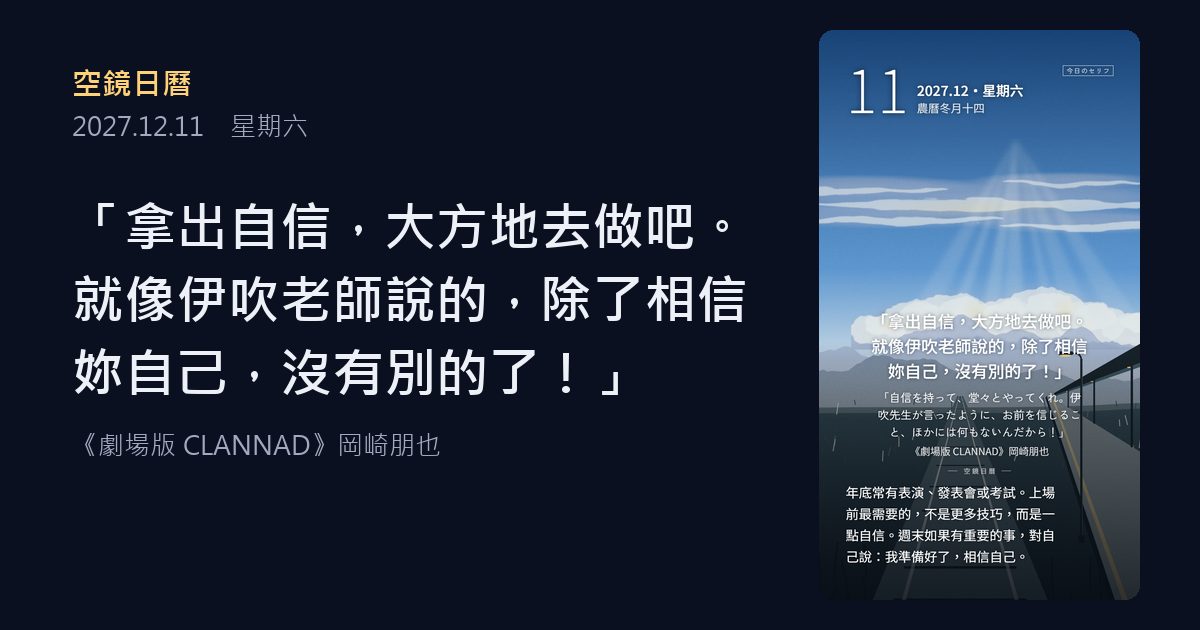 空鏡日曆
2027.12.11　星期六
「拿出自信，大方地去做吧。
就像伊吹老師說的，除了相信
妳自己，沒有別的了！」
《劇場版 CLANNAD》岡崎朋也
11
2027.12・星期六
農曆冬月十四
今日のセリフ
「拿出自信，大方地去做吧。
就像伊吹老師說的，除了相信
妳自己，沒有別的了！」
「自信を持って、堂々とやってくれ。伊
吹先生が言ったように、お前を信じるこ
と、ほかには何もないんだから！」
《劇場版 CLANNAD》岡崎朋也
— 空鏡日曆 —
年底常有表演、發表會或考試。上場
前最需要的，不是更多技巧，而是一
點自信。週末如果有重要的事，對自
己說：我準備好了，相信自己。